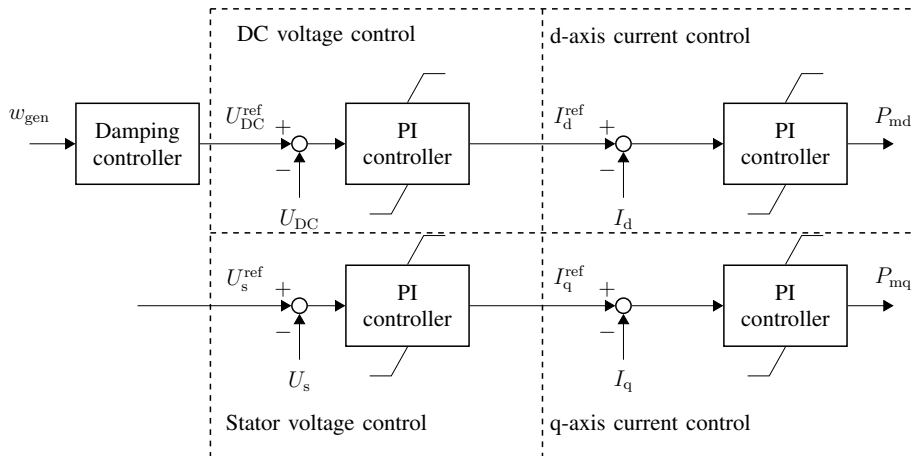 DC voltage control
d-axis current control
w_gen
Damping
controller
U_DC^ref
+
−
U_DC
PI
controller
I_d^ref
+
−
I_d
PI
controller
P_md
U_s^ref
+
−
U_s
PI
controller
I_q^ref
+
−
I_q
PI
controller
P_mq
Stator voltage control
q-axis current control